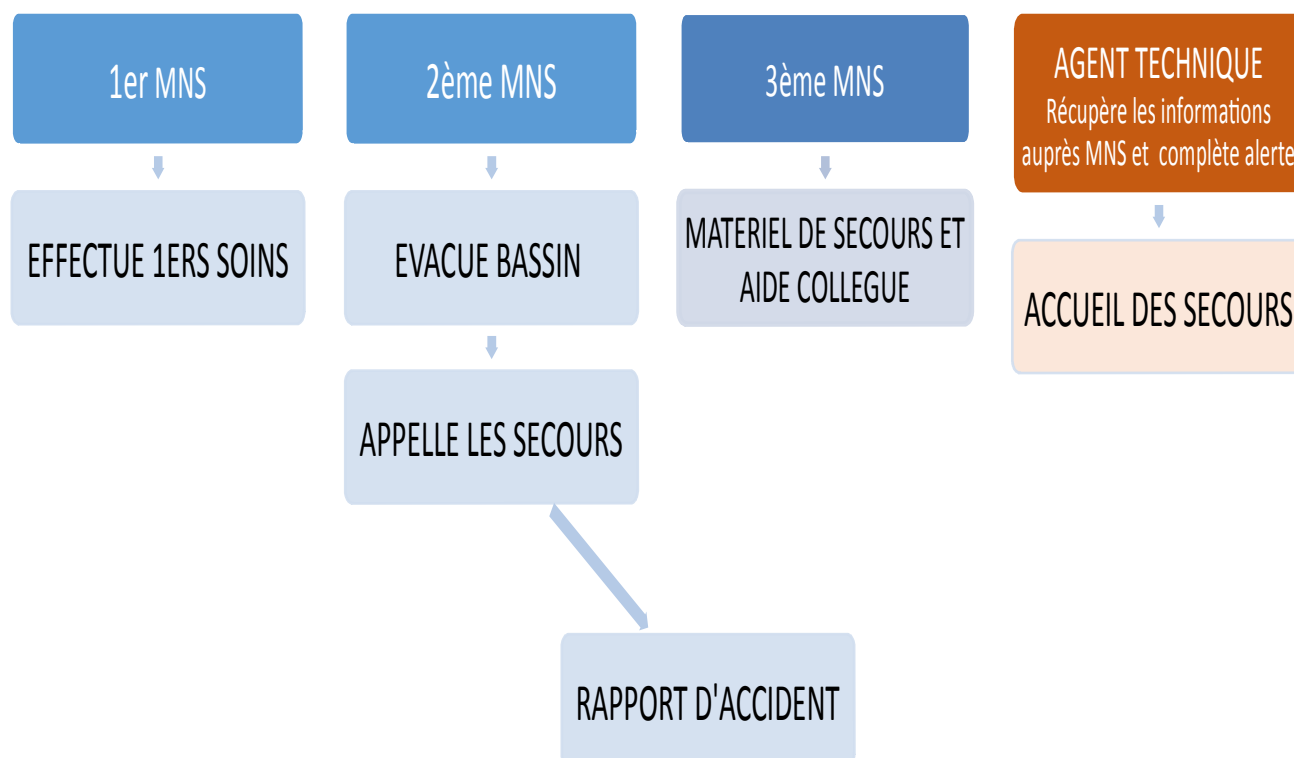 1er MNS
2ème MNS
3ème MNS
AGENT TECHNIQUE
Récupère les informations
auprès MNS et complète alerte
EFFECTUE 1ERS SOINS
EVACUE BASSIN
MATERIEL DE SECOURS ET
AIDE COLLEGUE
ACCUEIL DES SECOURS
APPELLE LES SECOURS
RAPPORT D'ACCIDENT